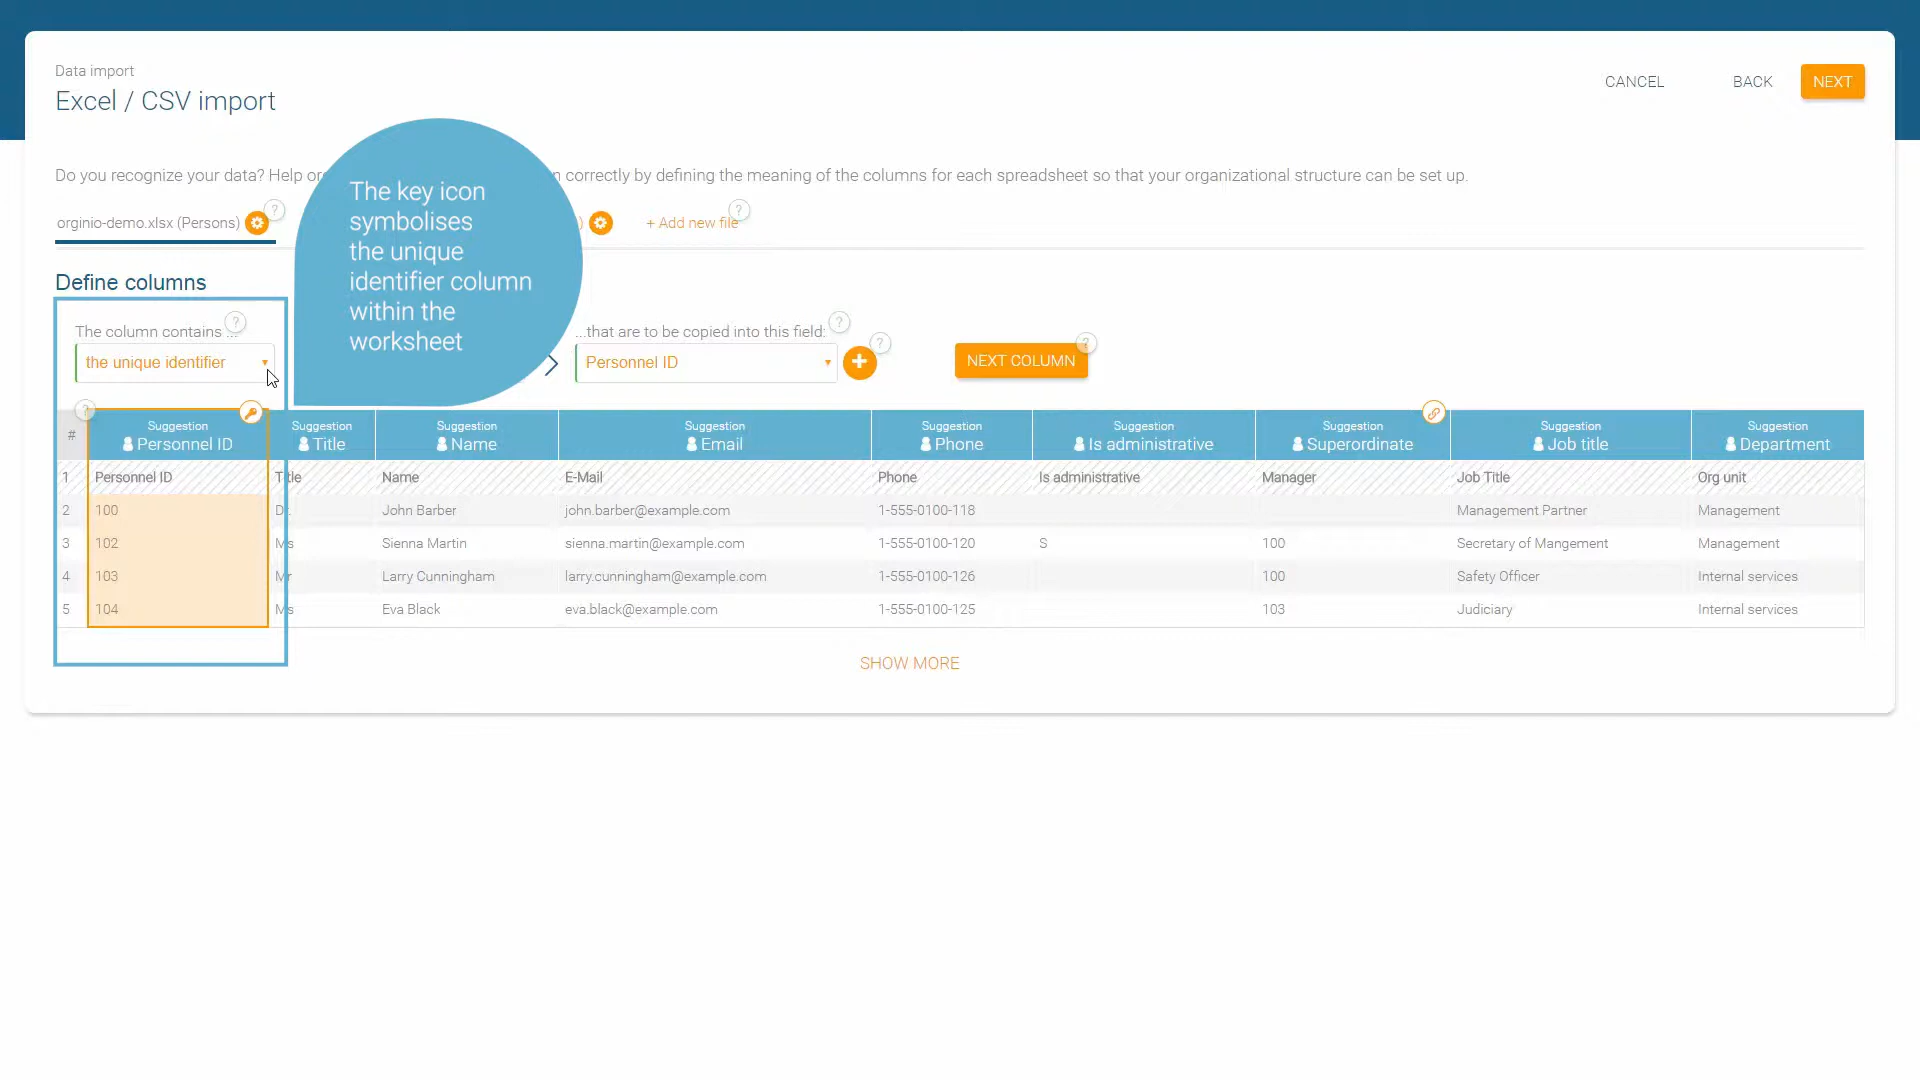 Data import
Excel / CSV import
CANCEL
BACK
NEXT
Do you recognize your data? Help correctly by defining the meaning of the columns for each spreadsheet so that your organizational structure can be set up.
The key icon
symbolises
the unique
identifier column
within the
worksheet
orginio-demo.xlsx (Persons) ?
+ Add new file ?
Define columns
The column contains ... ?
...that are to be copied into this field: ?
the unique identifier
Personnel ID
?
NEXT COLUMN ?
?
# Suggestion Suggestion Suggestion Suggestion Suggestion Suggestion Suggestion Suggestion Suggestion
Personnel ID Title Name Email Phone Is administrative Superordinate Job title Department
1 Personnel ID Title Name E-Mail Phone Is administrative Manager Job Title Org unit
2 100 John Barber john.barber@example.com 1-555-0100-118 Management Partner Management
3 102 Ms Sienna Martin sienna.martin@example.com 1-555-0100-120 S 100 Secretary of Mangement Management
4 103 Mr Larry Cunningham larry.cunningham@example.com 1-555-0100-126 100 Safety Officer Internal services
5 104 Ms Eva Black eva.black@example.com 1-555-0100-125 103 Judiciary Internal services
SHOW MORE